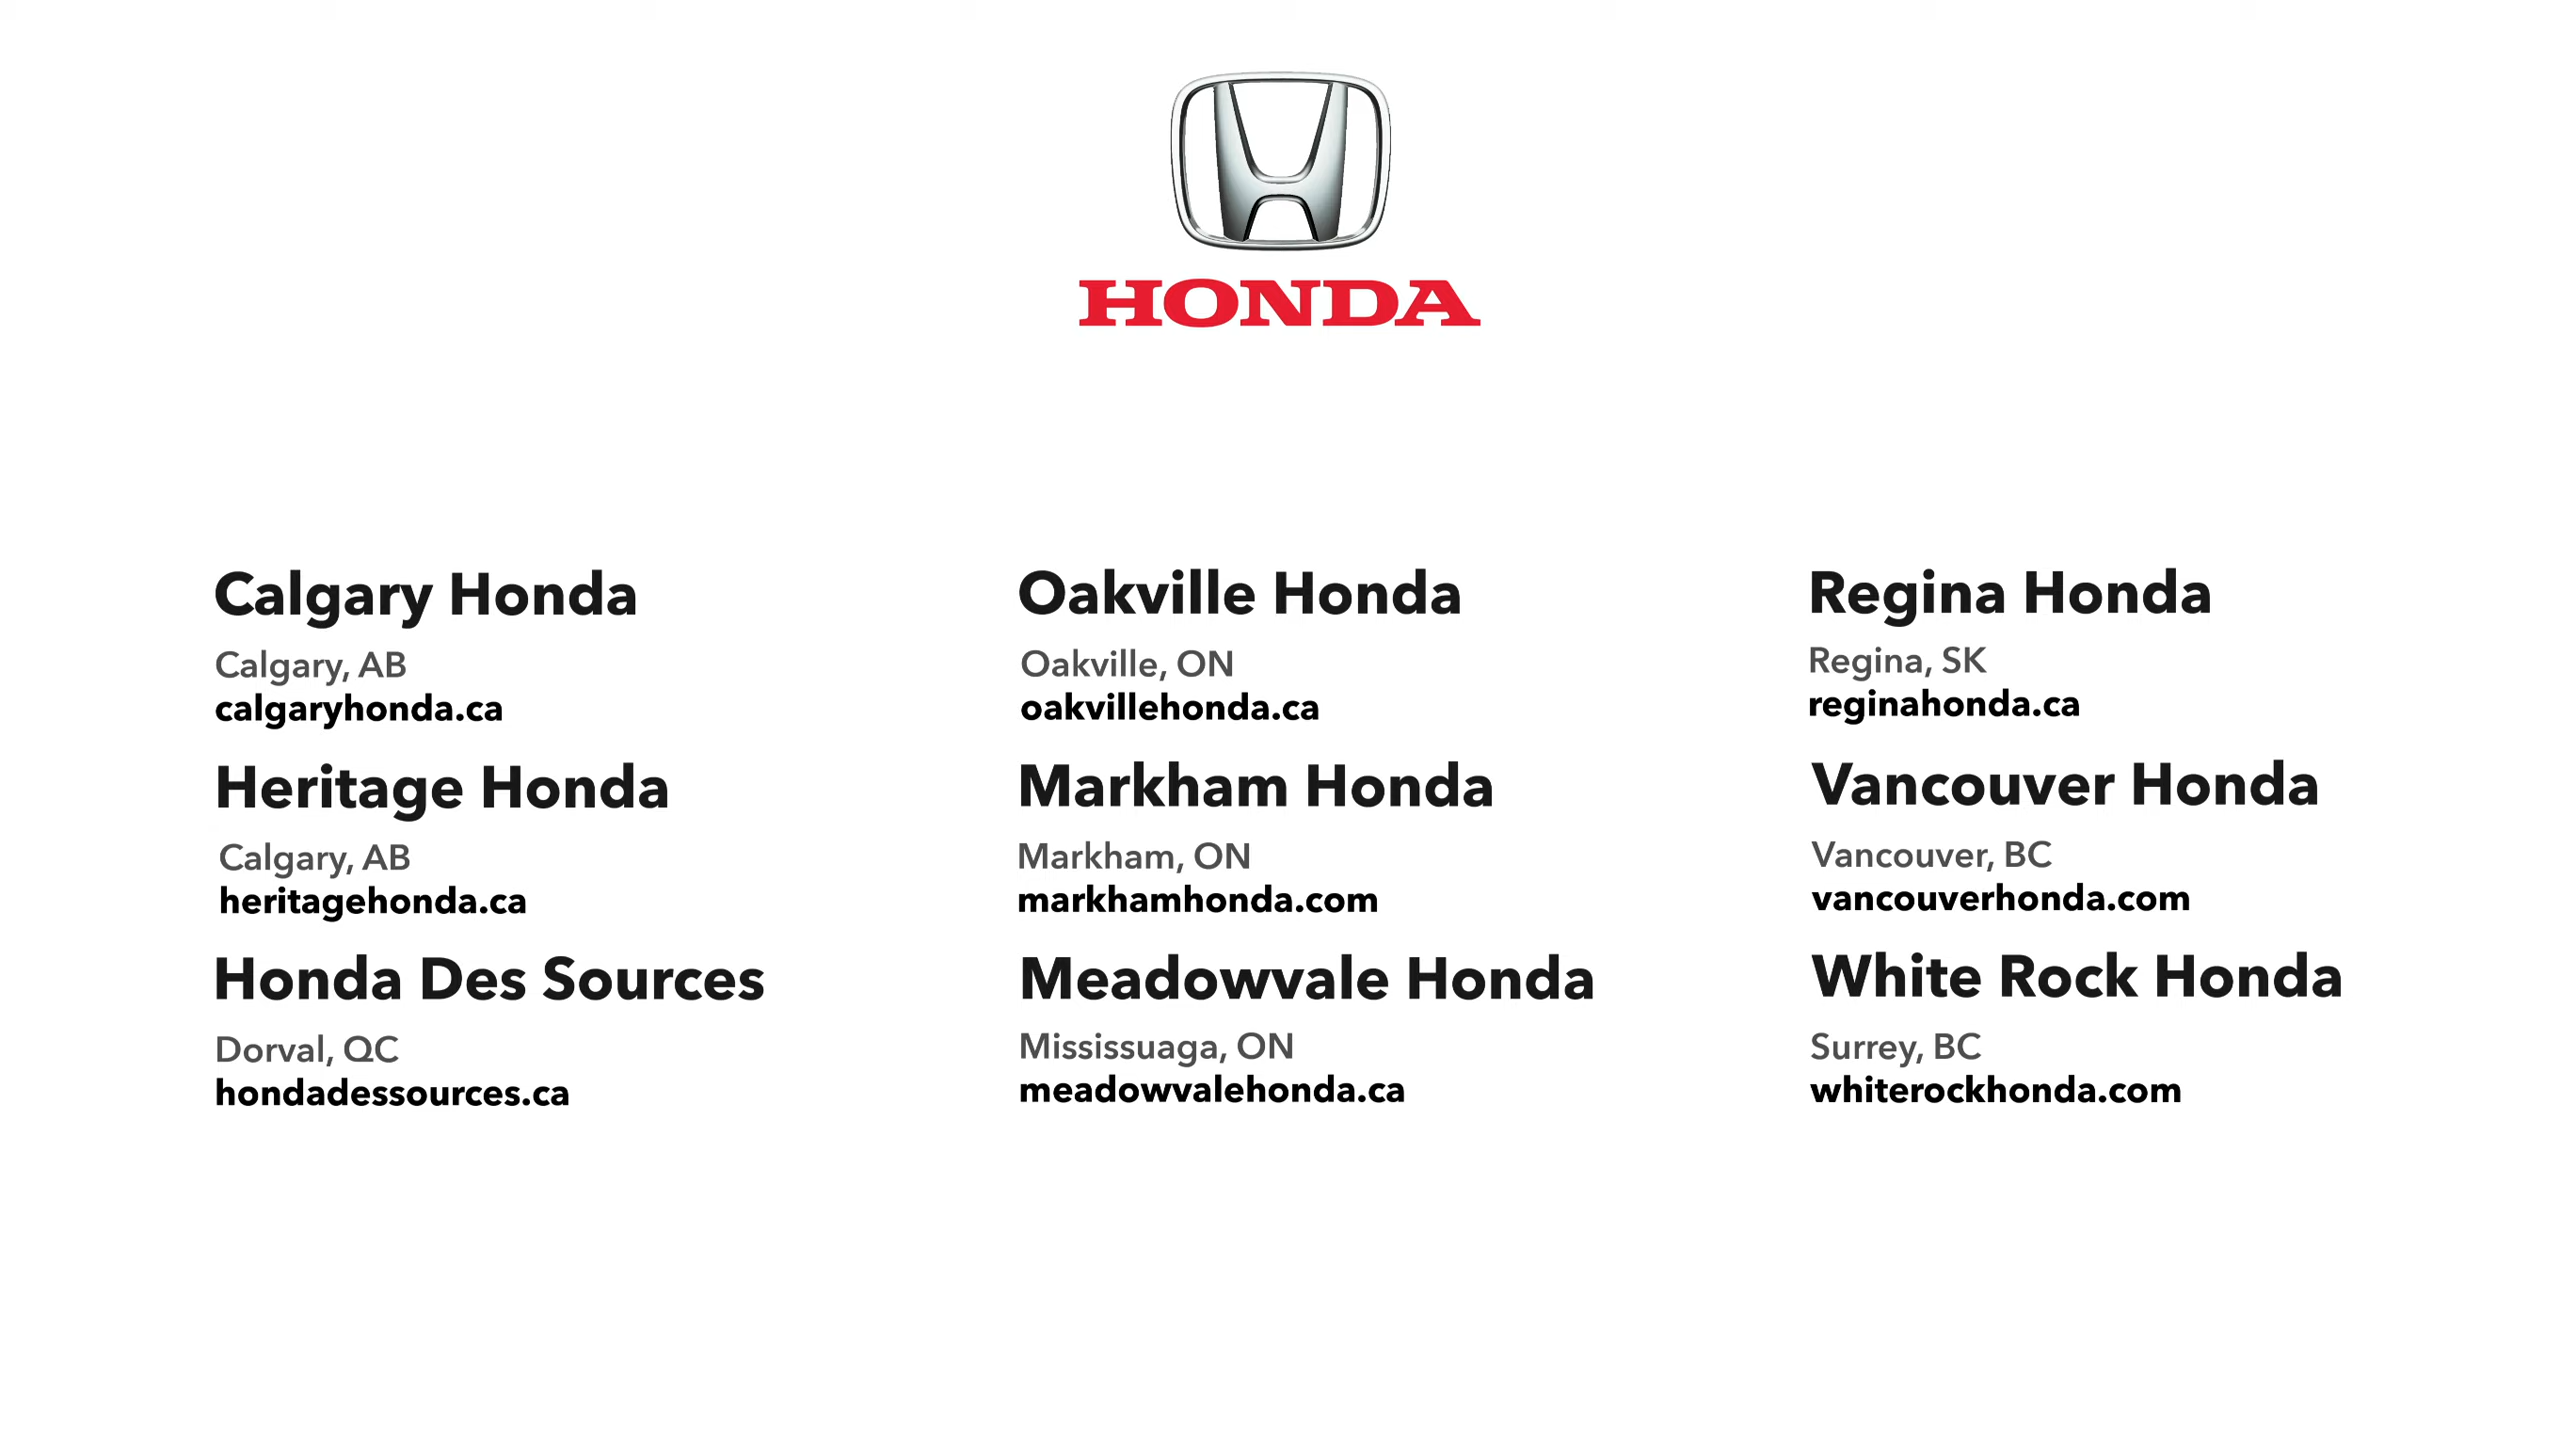 HONDA
Calgary Honda
Calgary, AB
calgaryhonda.ca
Heritage Honda
Calgary, AB
heritagehonda.ca
Honda Des Sources
Dorval, QC
hondadessources.ca
Oakville Honda
Oakville, ON
oakvillehonda.ca
Markham Honda
Markham, ON
markhamhonda.com
Meadowvale Honda
Mississuaga, ON
meadowvalehonda.ca
Regina Honda
Regina, SK
reginahonda.ca
Vancouver Honda
Vancouver, BC
vancouverhonda.com
White Rock Honda
Surrey, BC
whiterockhonda.com